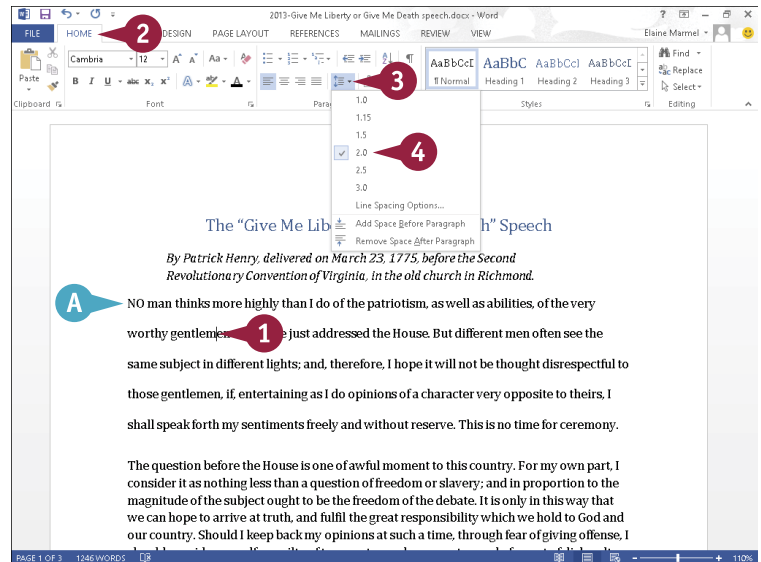 2013-Give Me Liberty or Give Me Death speech.docx - Word
FILE HOME DESIGN PAGE LAYOUT REFERENCES MAILINGS REVIEW VIEW Elaine Marmel
2
Paste
Cambria 12 A A Aa
B I U abc x₂ x² A A
3
AaBbCcI AaBbC AaBbCcI AaBbCcI
¶ Normal Heading 1 Heading 2 Heading 3
Find
Replace
Select
Clipboard Font Styles Editing
1.0
1.15
1.5
2.0
4
2.5
3.0
Line Spacing Options...
Add Space Before Paragraph
Remove Space After Paragraph
The “Give Me h” Speech
By Patrick Henry, delivered on March 23, 1775, before the Second
Revolutionary Convention of Virginia, in the old church in Richmond.
A
NO man thinks more highly than I do of the patriotism, as well as abilities, of the very
worthy gentlemen 1 just addressed the House. But different men often see the
same subject in different lights; and, therefore, I hope it will not be thought disrespectful to
those gentlemen, if, entertaining as I do opinions of a character very opposite to theirs, I
shall speak forth my sentiments freely and without reserve. This is no time for ceremony.
The question before the House is one of awful moment to this country. For my own part, I
consider it as nothing less than a question of freedom or slavery; and in proportion to the
magnitude of the subject ought to be the freedom of the debate. It is only in this way that
we can hope to arrive at truth, and fulfil the great responsibility which we hold to God and
our country. Should I keep back my opinions at such a time, through fear of giving offense, I
PAGE 1 OF 3 1246 WORDS 110%